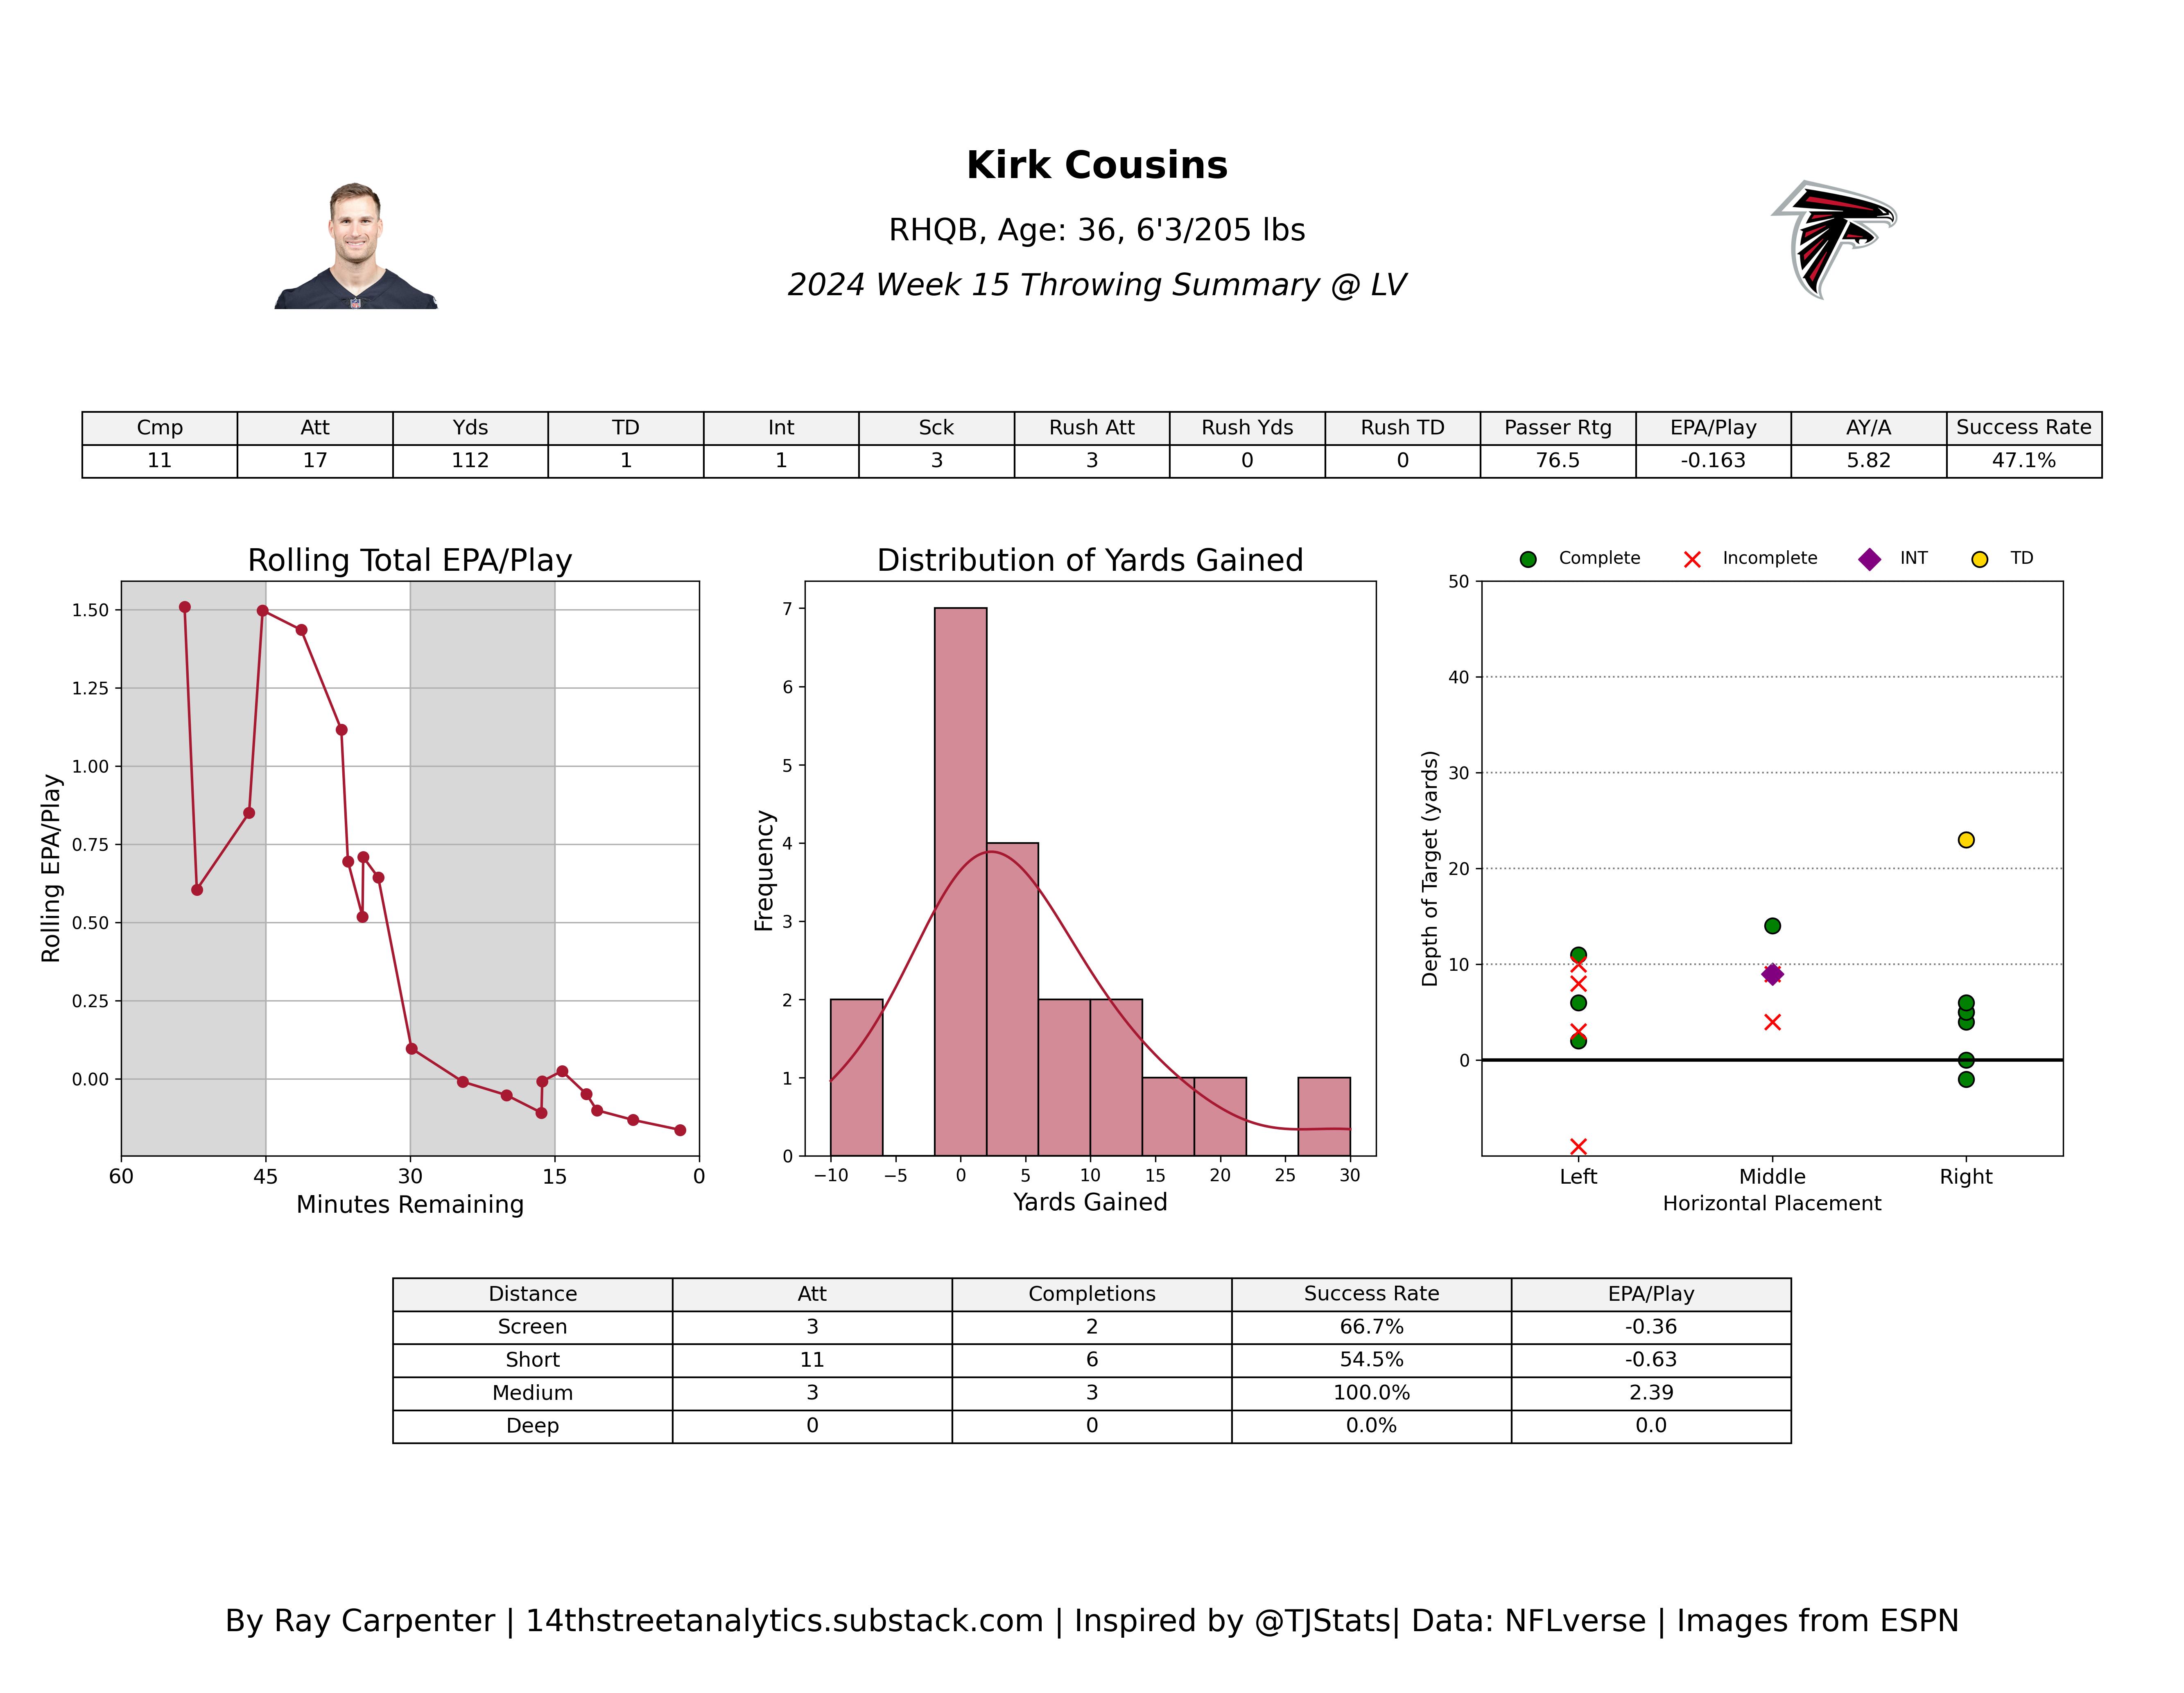 Kirk Cousins
RHQB, Age: 36, 6'3/205 lbs
2024 Week 15 Throwing Summary @ LV
Cmp Att Yds TD Int Sck Rush Att Rush Yds Rush TD Passer Rtg EPA/Play AY/A Success Rate
11 17 112 1 1 3 3 0 0 76.5 -0.163 5.82 47.1%
Rolling Total EPA/Play
1.50
1.25
1.00
0.75
0.50
0.25
0.00
Rolling EPA/Play
60 45 30 15 0
Minutes Remaining
Distribution of Yards Gained
7
6
5
4
3
2
1
0
Frequency
−10 −5 0 5 10 15 20 25 30
Yards Gained
Complete Incomplete INT TD
50
40
30
20
10
0
Depth of Target (yards)
Left Middle Right
Horizontal Placement
Distance Att Completions Success Rate EPA/Play
Screen 3 2 66.7% -0.36
Short 11 6 54.5% -0.63
Medium 3 3 100.0% 2.39
Deep 0 0 0.0% 0.0
By Ray Carpenter | 14thstreetanalytics.substack.com | Inspired by @TJStats| Data: NFLverse | Images from ESPN